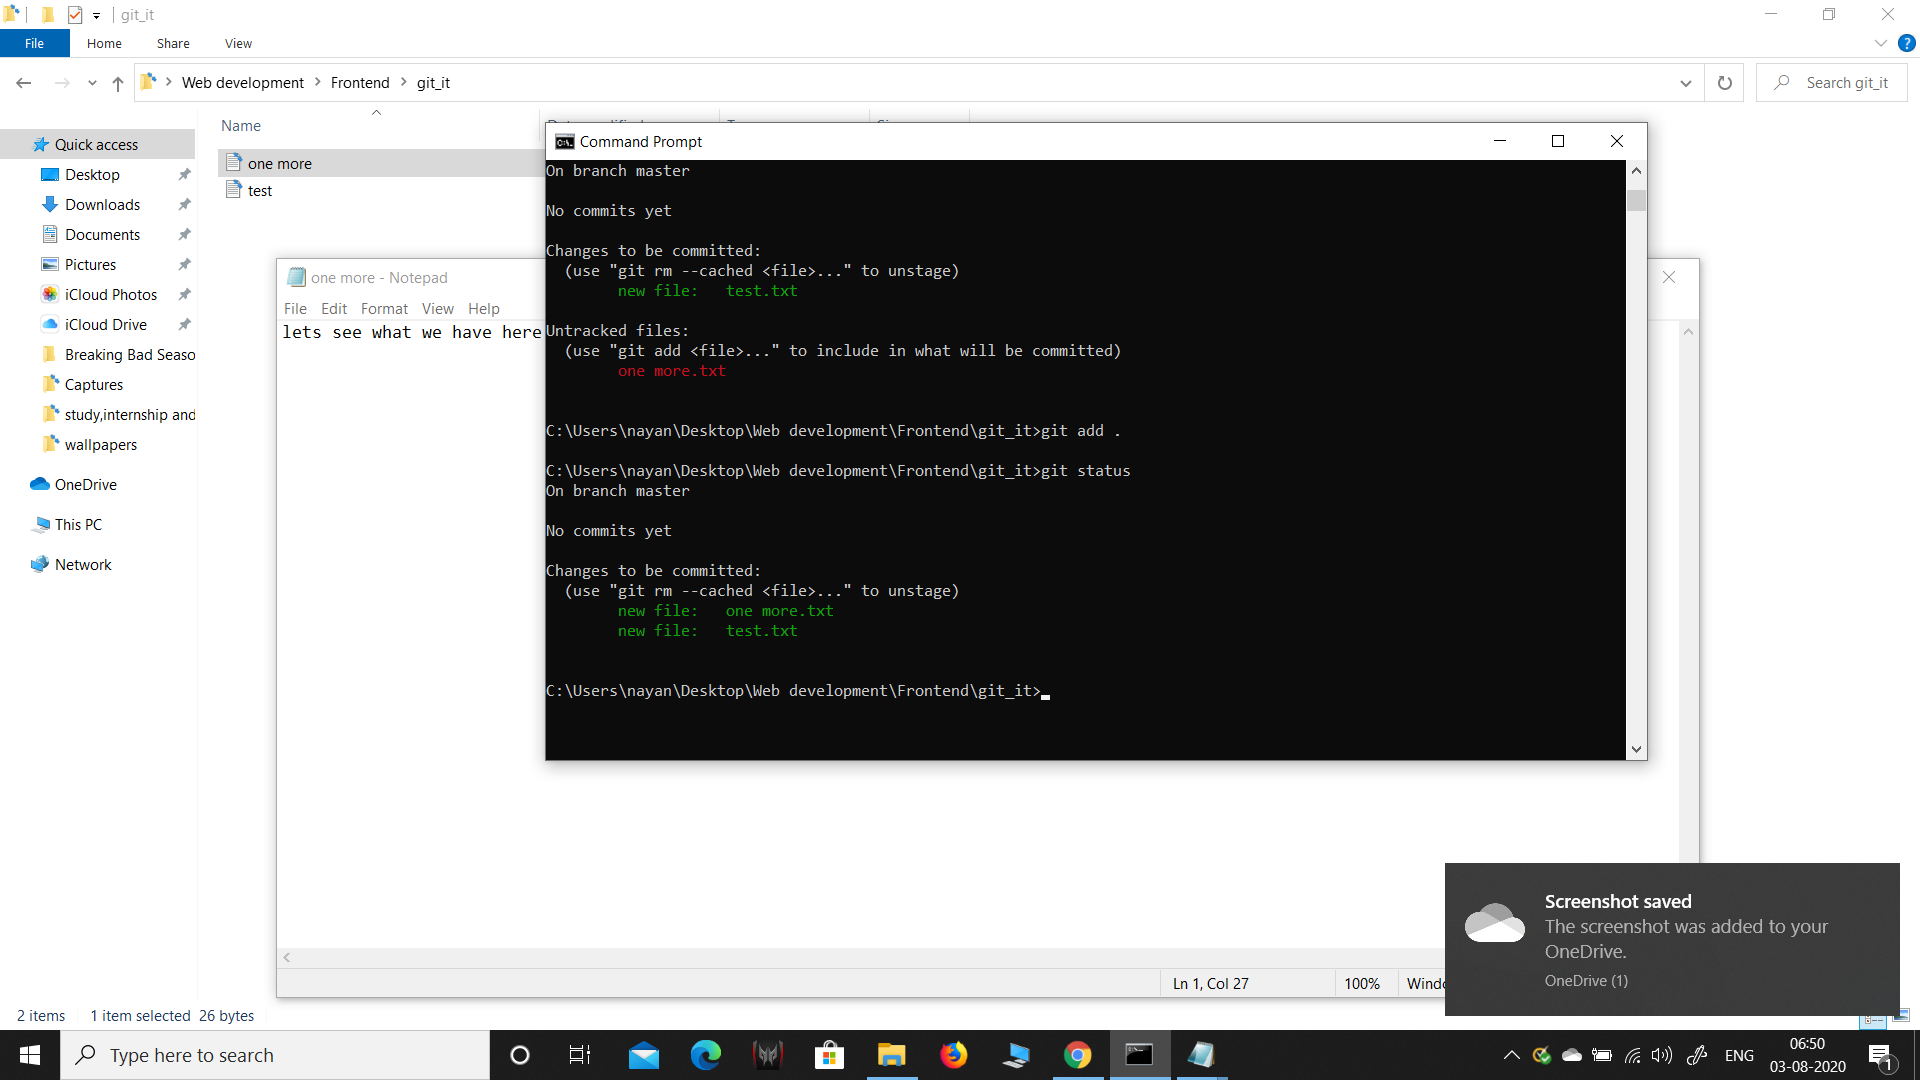 git_it
File Home Share View
Web development Frontend git_it
Search git_it
Name
Quick access
Desktop
Downloads
Documents
Pictures
iCloud Photos
iCloud Drive
Breaking Bad Seaso
Captures
study,internship and
wallpapers
OneDrive
This PC
Network
one more
test
one more - Notepad
File Edit Format View Help
lets see what we have here
Ln 1, Col 27 100% Windo
Command Prompt
On branch master
No commits yet
Changes to be committed:
(use "git rm --cached <file>..." to unstage)
new file: test.txt
Untracked files:
(use "git add <file>..." to include in what will be committed)
one more.txt
C:\Users\nayan\Desktop\Web development\Frontend\git_it>git add .
C:\Users\nayan\Desktop\Web development\Frontend\git_it>git status
On branch master
No commits yet
Changes to be committed:
(use "git rm --cached <file>..." to unstage)
new file: one more.txt
new file: test.txt
C:\Users\nayan\Desktop\Web development\Frontend\git_it>
Screenshot saved
The screenshot was added to your
OneDrive.
OneDrive (1)
2 items 1 item selected 26 bytes
Type here to search
ENG
06:50
03-08-2020
1